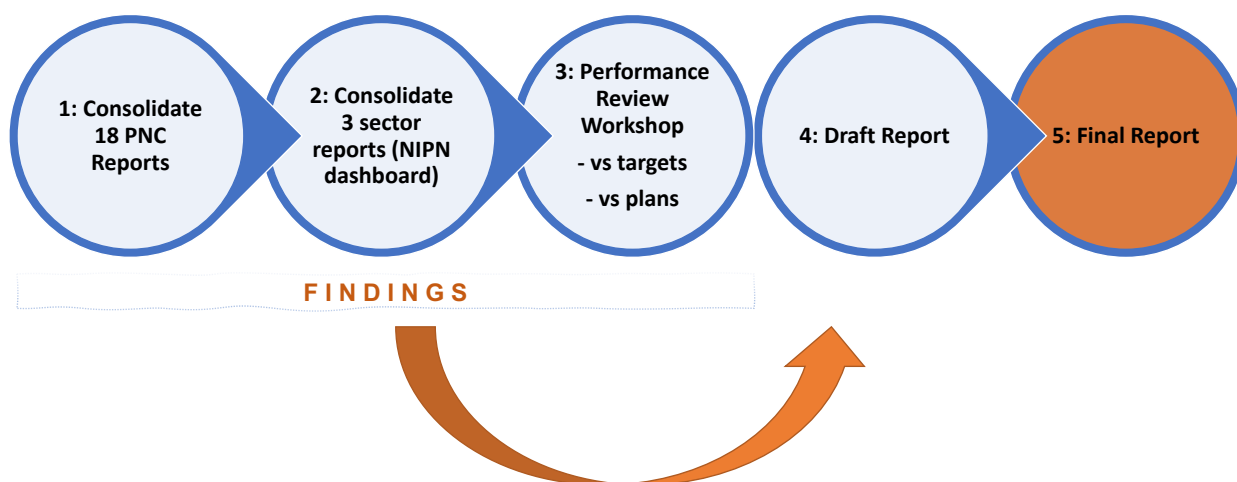 1: Consolidate
18 PNC
Reports
2: Consolidate
3 sector
reports (NIPN
dashboard)
3: Performance
Review
Workshop
- vs targets
- vs plans
4: Draft Report
5: Final Report
FINDINGS